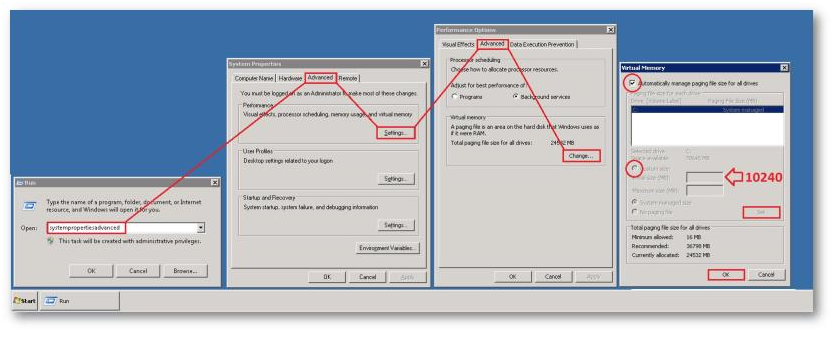 Run
Type the name of a program, folder, document, or Internet
resource, and Windows will open it for you.
Open:
systempropertiesadvanced
This task will be created with administrative privileges.
OK
Cancel
Browse...
Start
Run
System Properties
Computer Name
Hardware
Advanced
Remote
You must be logged on as an Administrator to make most of these changes.
Performance
Visual effects, processor scheduling, memory usage, and virtual memory
Settings...
User Profiles
Desktop settings related to your logon
Settings...
Startup and Recovery
System startup, system failure, and debugging information
Settings...
Environment Variables...
OK
Cancel
Apply
Performance Options
Visual Effects
Advanced
Data Execution Prevention
Processor scheduling
Choose how to allocate processor resources.
Adjust for best performance of:
Programs
Background services
Virtual memory
A paging file is an area on the hard disk that Windows uses as
if it were RAM.
Total paging file size for all drives:
24532 MB
Change...
OK
Cancel
Apply
Virtual Memory
Automatically manage paging file size for all drives
Paging file size for each drive
Drive [Volume Label]
Paging File Size (MB)
C:
System managed
Selected drive:
C:
Space available:
Custom size:
Initial size (MB):
10240
Maximum size (MB):
System managed size
No paging file
Set
Total paging file size for all drives
Minimum allowed:
16 MB
Recommended:
36798 MB
Currently allocated:
24532 MB
OK
Cancel